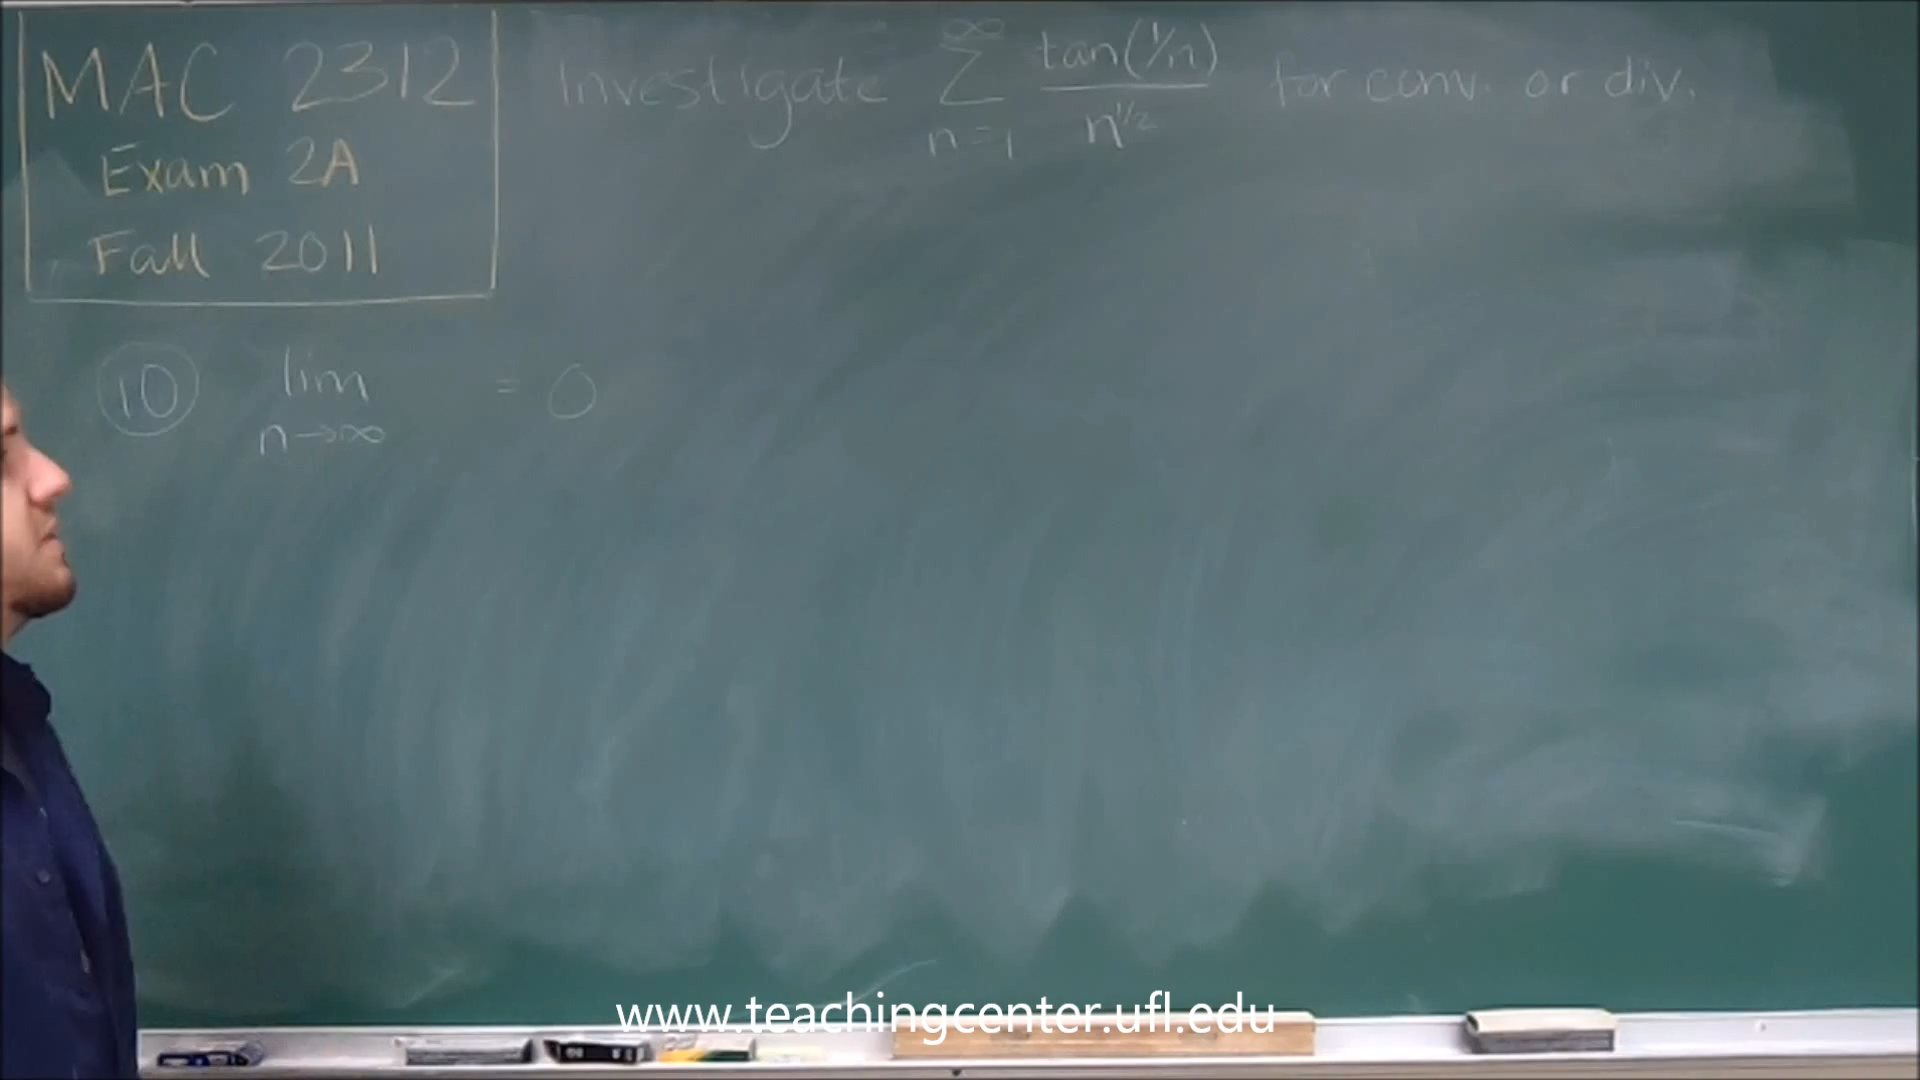 MAC 2312
Exam 2A
Fall 2011
Investigate ∞ Σ n=1 tan(1/n) / n^1/2 for conv. or div.
10 lim n→∞ = 0
www.teachingcenter.ufl.edu